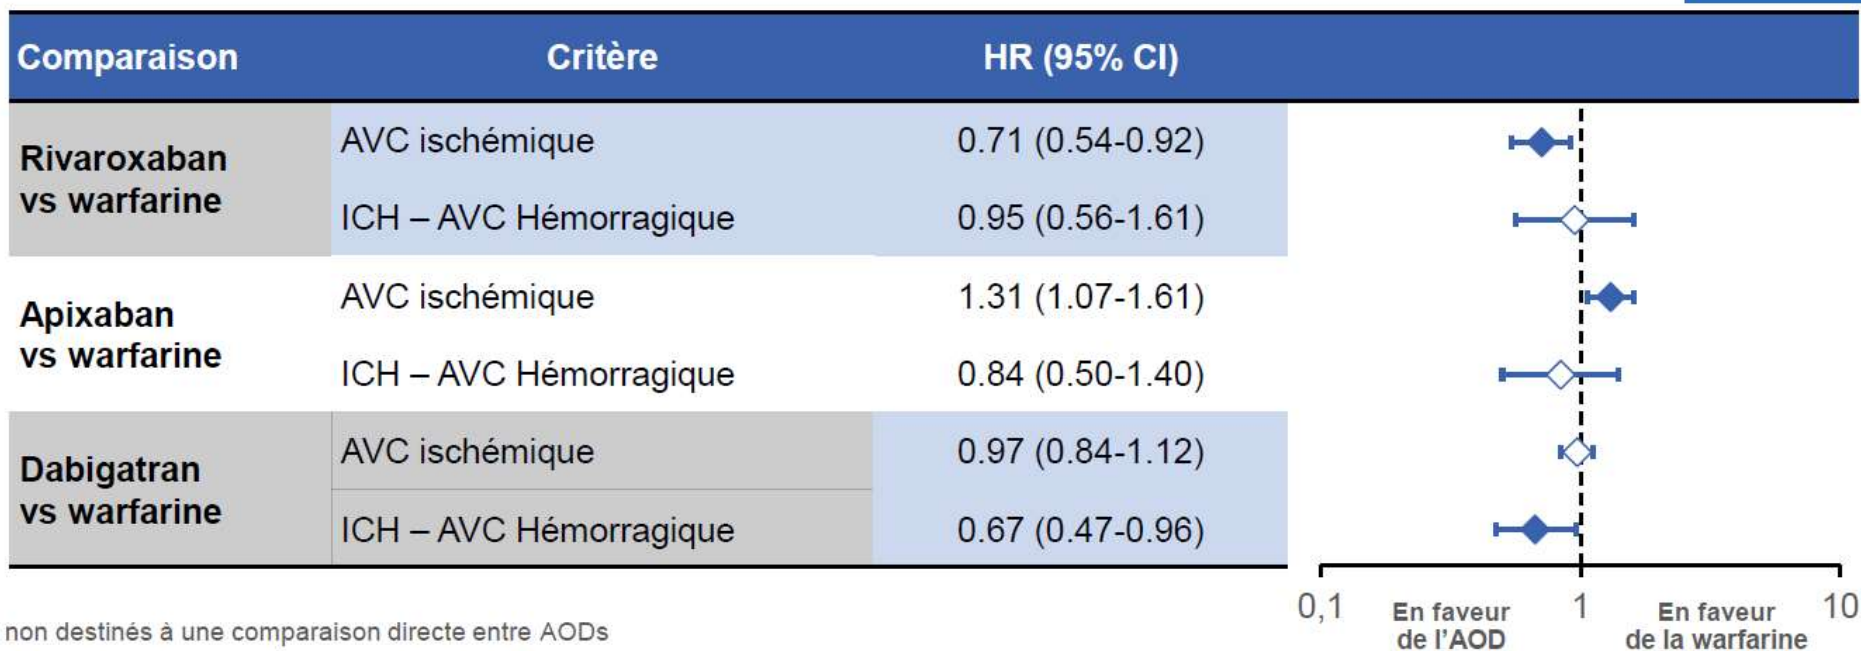 Comparaison Critère HR (95% CI)
Rivaroxaban
vs warfarine
AVC ischémique 0.71 (0.54-0.92)
ICH – AVC Hémorragique 0.95 (0.56-1.61)
Apixaban
vs warfarine
AVC ischémique 1.31 (1.07-1.61)
ICH – AVC Hémorragique 0.84 (0.50-1.40)
Dabigatran
vs warfarine
AVC ischémique 0.97 (0.84-1.12)
ICH – AVC Hémorragique 0.67 (0.47-0.96)
0,1 1 10
En faveur
de l'AOD
En faveur
de la warfarine
non destinés à une comparaison directe entre AODs